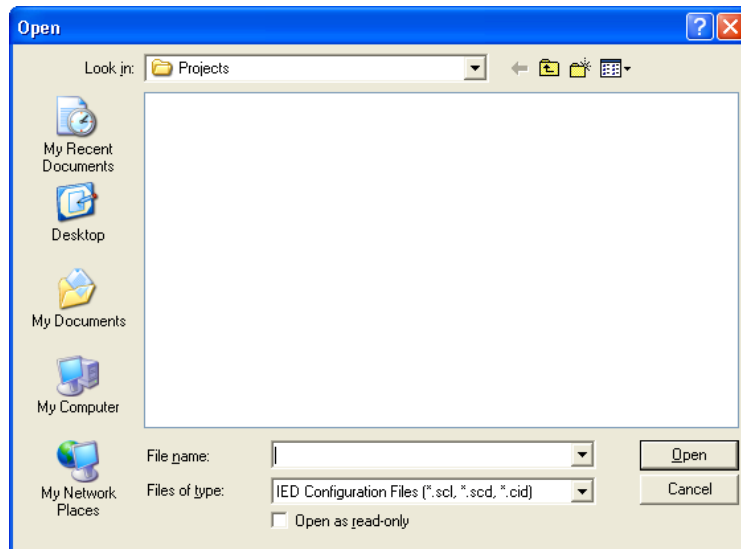 Open
Look in:
Projects
My Recent
Documents
Desktop
My Documents
My Computer
My Network
Places
File name:
Open
Files of type:
IED Configuration Files (*.scl, *.scd, *.cid)
Cancel
Open as read-only